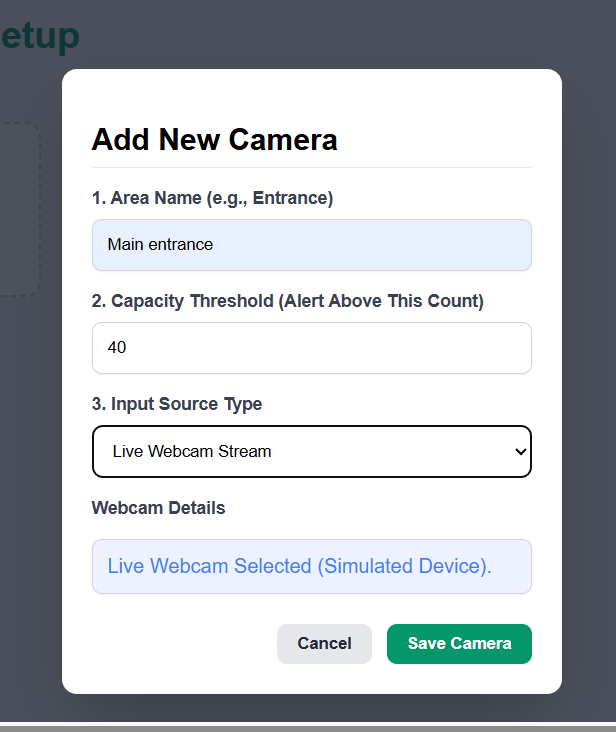 etup
Add New Camera
1. Area Name (e.g., Entrance)
Main entrance
2. Capacity Threshold (Alert Above This Count)
40
3. Input Source Type
Live Webcam Stream
Webcam Details
Live Webcam Selected (Simulated Device).
Cancel Save Camera